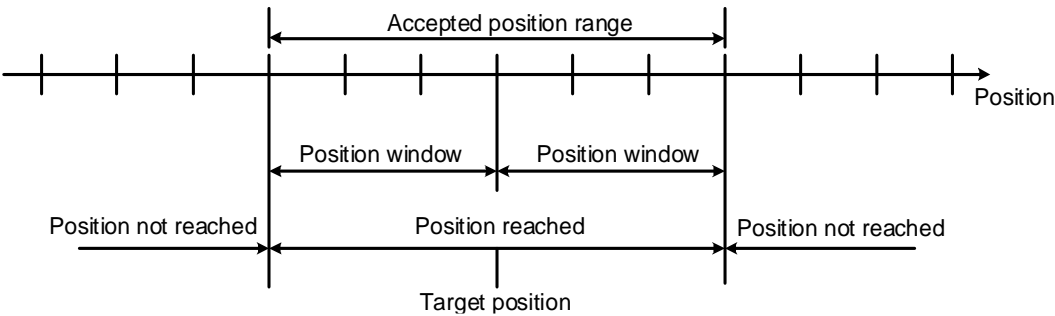 Accepted position range
Position
Position window
Position window
Position not reached
Position reached
Position not reached
Target position